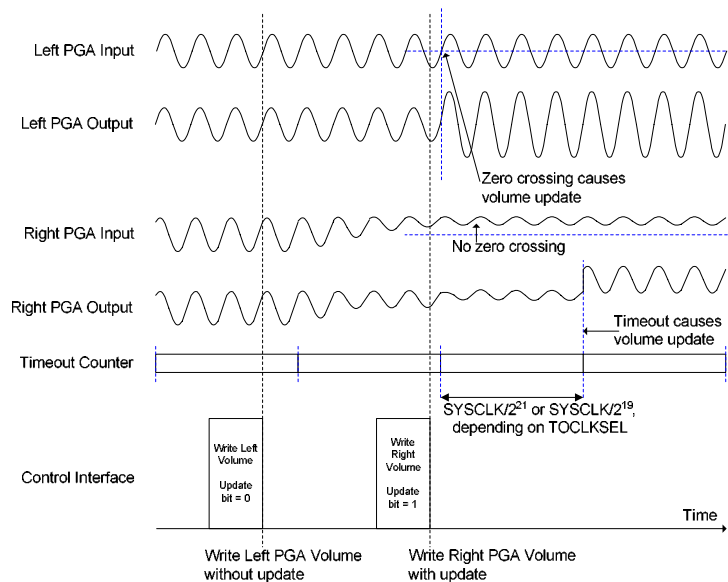 Left PGA Input
Left PGA Output
Zero crossing causes
volume update
Right PGA Input
No zero crossing
Right PGA Output
Timeout causes
volume update
Timeout Counter
SYSCLK/2²¹ or SYSCLK/2¹⁹,
depending on TOCLKSEL
Control Interface
Write Left
Volume
Update
bit = 0
Write
Right
Volume
Update
bit = 1
Time
Write Left PGA Volume
without update
Write Right PGA Volume
with update